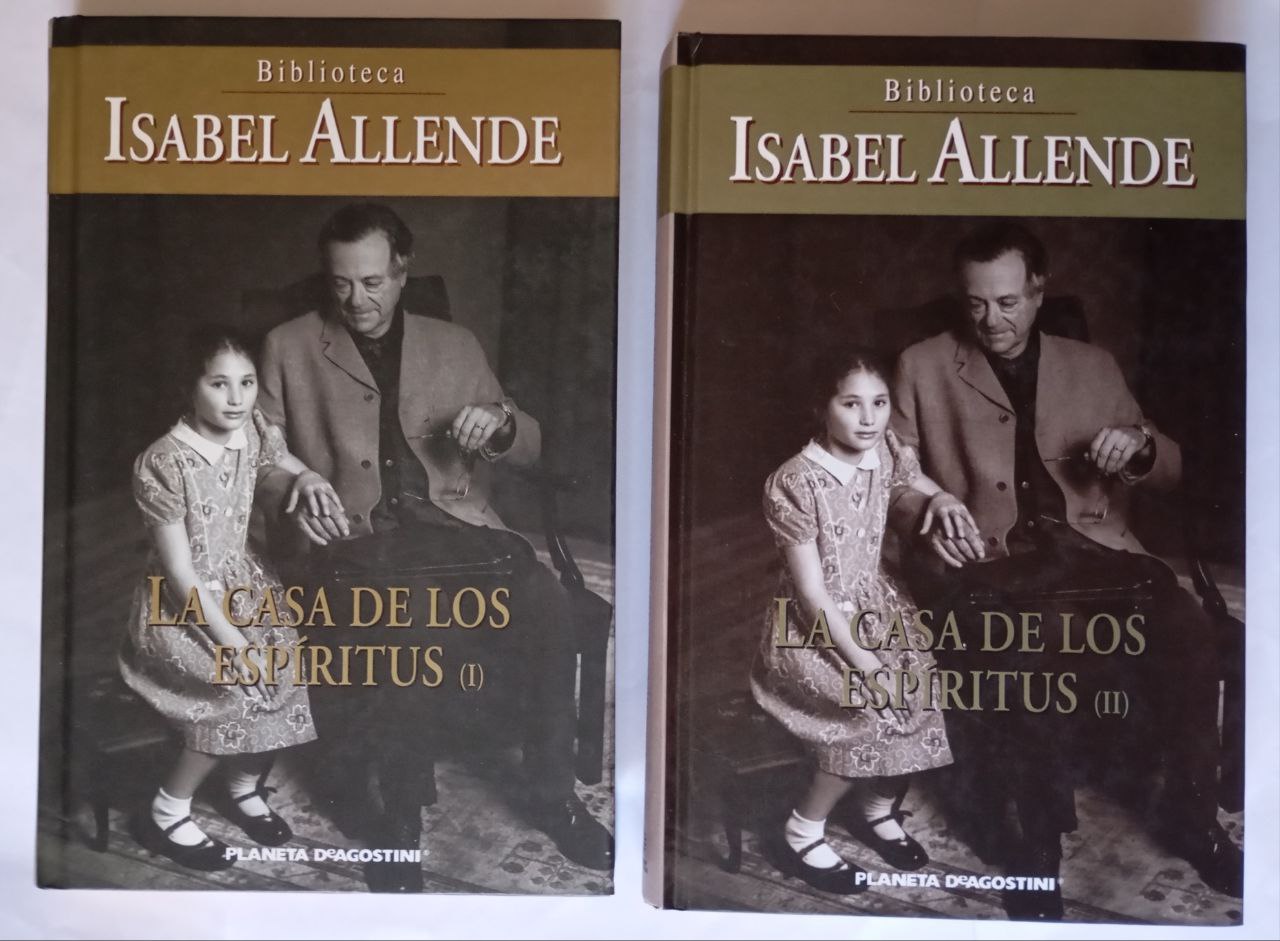 Biblioteca
ISABEL ALLENDE
LA CASA DE LOS
ESPÍRITUS (I)
PLANETA DeAGOSTINI®
Biblioteca
ISABEL ALLENDE
LA CASA DE LOS
ESPÍRITUS (II)
PLANETA DeAGOSTINI®